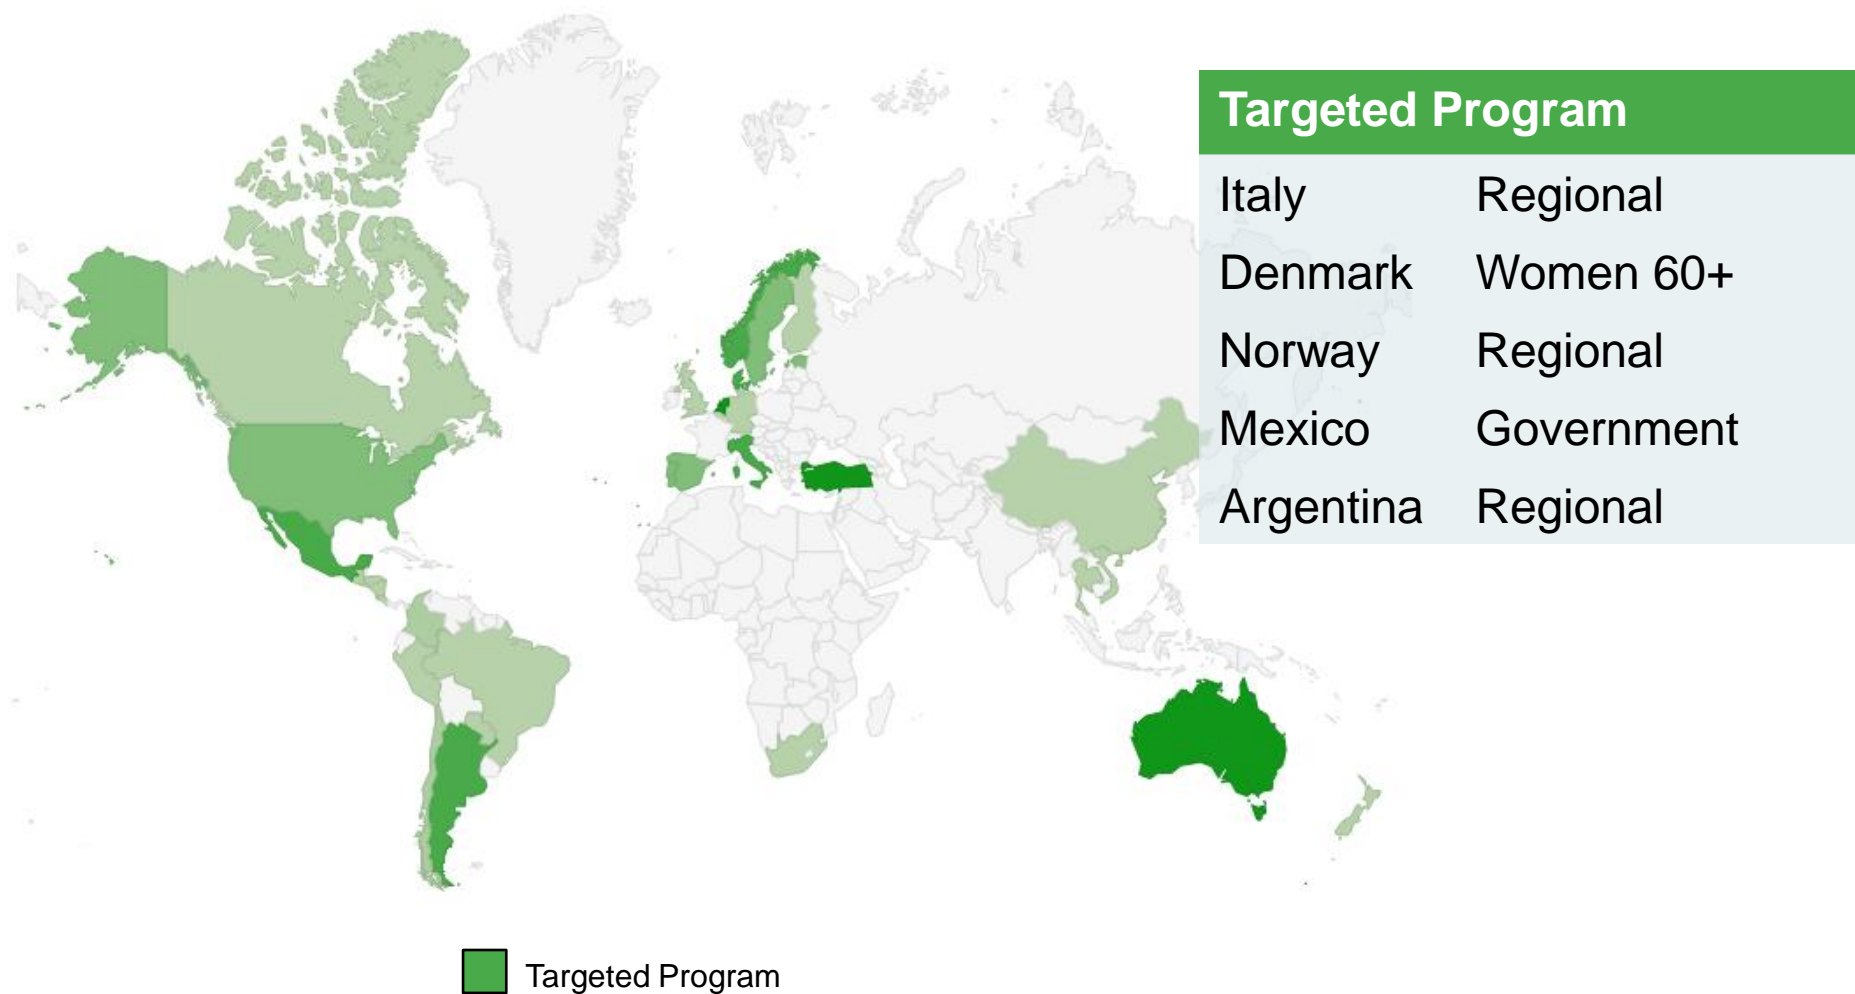 Targeted Program
Italy Regional
Denmark Women 60+
Norway Regional
Mexico Government
Argentina Regional
Targeted Program